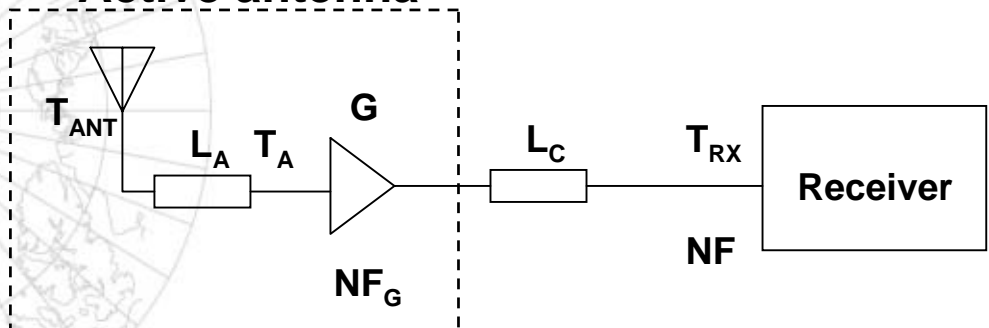 Active antenna
T_ANT
L_A
T_A
G
NF_G
L_C
T_RX
NF
Receiver